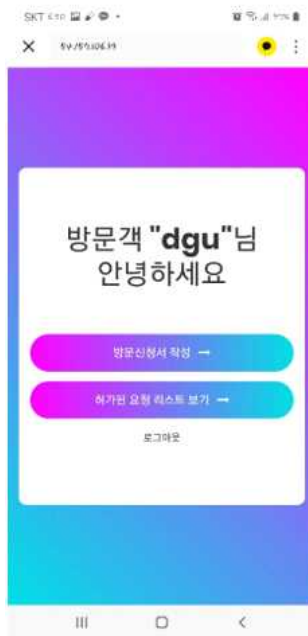 SKT
방문객 "dgu"님
안녕하세요
방문신청서 작성 →
허가된 요청 리스트 보기 →
로그아웃